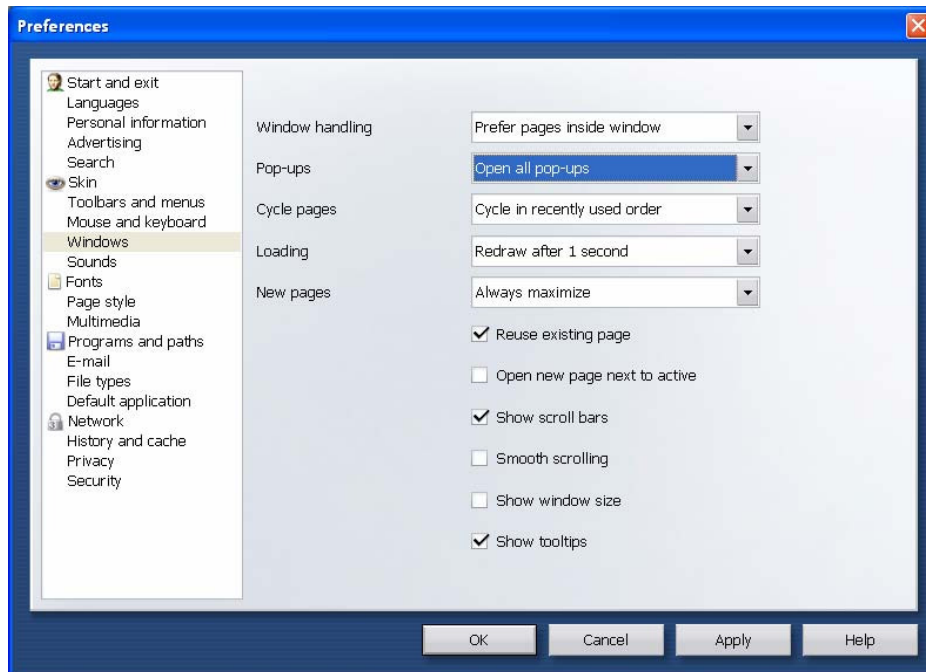 Preferences
Start and exit
Languages
Personal information
Advertising
Search
Skin
Toolbars and menus
Mouse and keyboard
Windows
Sounds
Fonts
Page style
Multimedia
Programs and paths
E-mail
File types
Default application
Network
History and cache
Privacy
Security
Window handling Prefer pages inside window
Pop-ups Open all pop-ups
Cycle pages Cycle in recently used order
Loading Redraw after 1 second
New pages Always maximize
Reuse existing page
Open new page next to active
Show scroll bars
Smooth scrolling
Show window size
Show tooltips
OK Cancel Apply Help